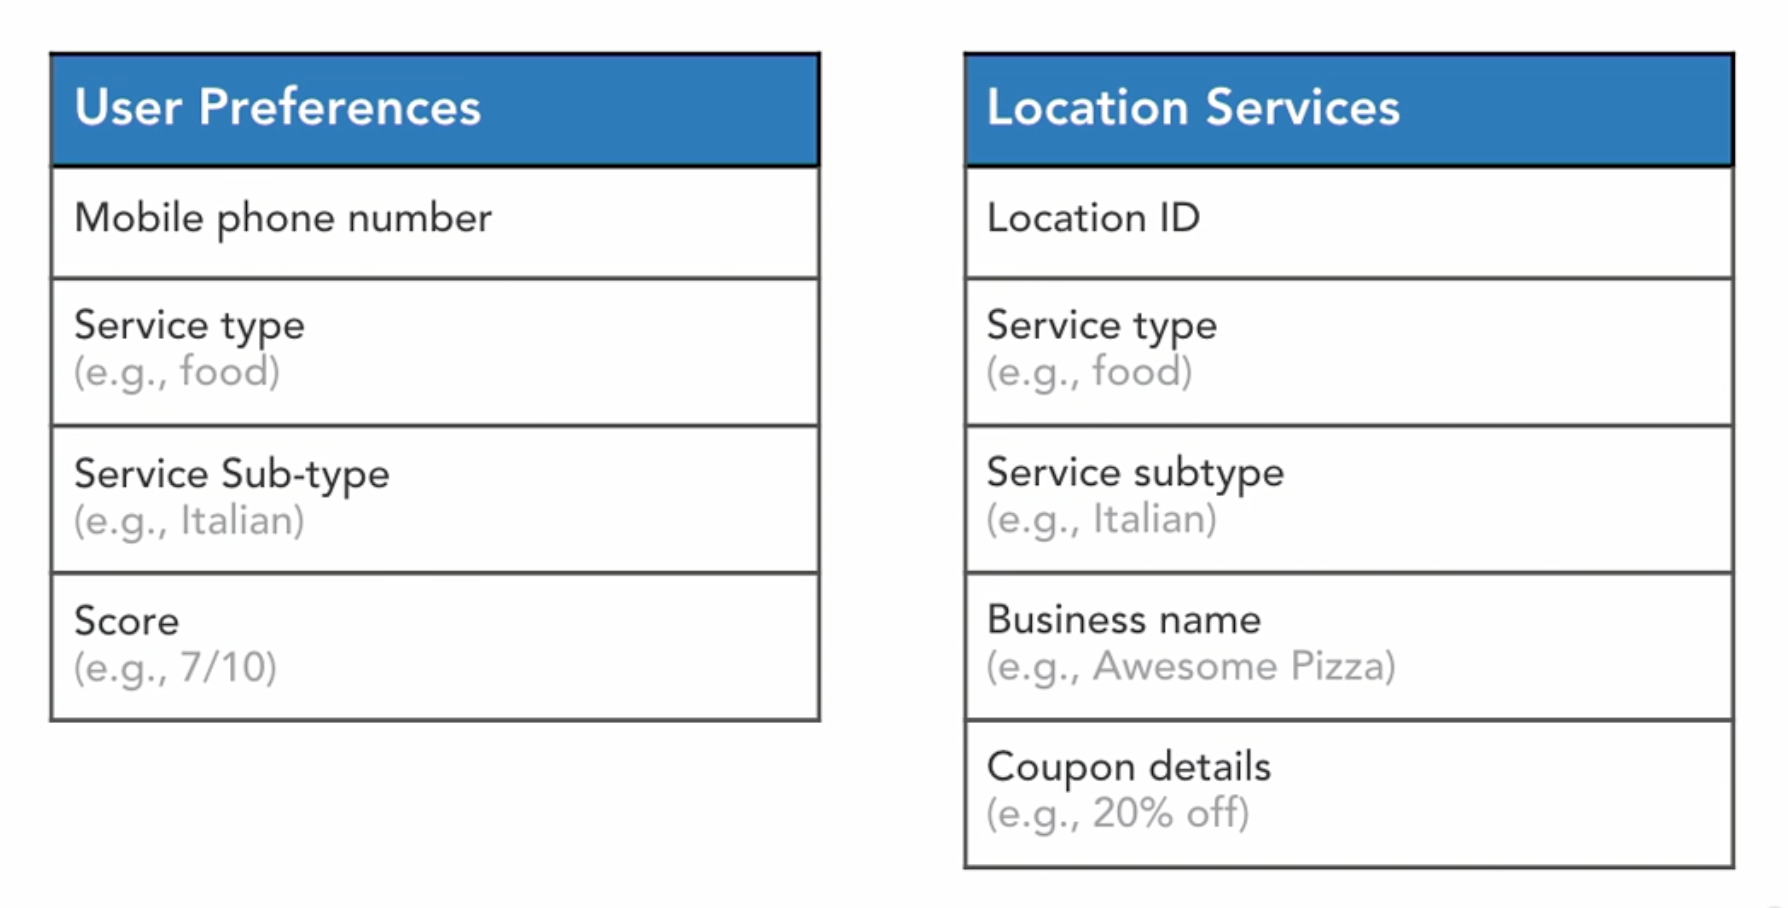 User Preferences
Mobile phone number
Service type
(e.g., food)
Service Sub-type
(e.g., Italian)
Score
(e.g., 7/10)
Location Services
Location ID
Service type
(e.g., food)
Service subtype
(e.g., Italian)
Business name
(e.g., Awesome Pizza)
Coupon details
(e.g., 20% off)